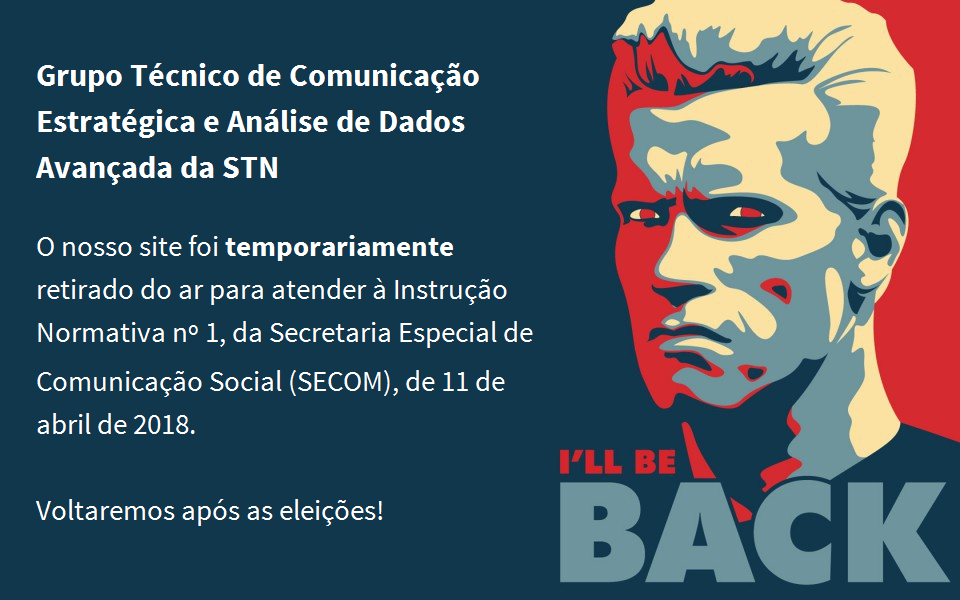 Grupo Técnico de Comunicação
Estratégica e Análise de Dados
Avançada da STN
O nosso site foi temporariamente
retirado do ar para atender à Instrução
Normativa nº 1, da Secretaria Especial de
Comunicação Social (SECOM), de 11 de
abril de 2018.
Voltaremos após as eleições!
I'LL BE
BACK